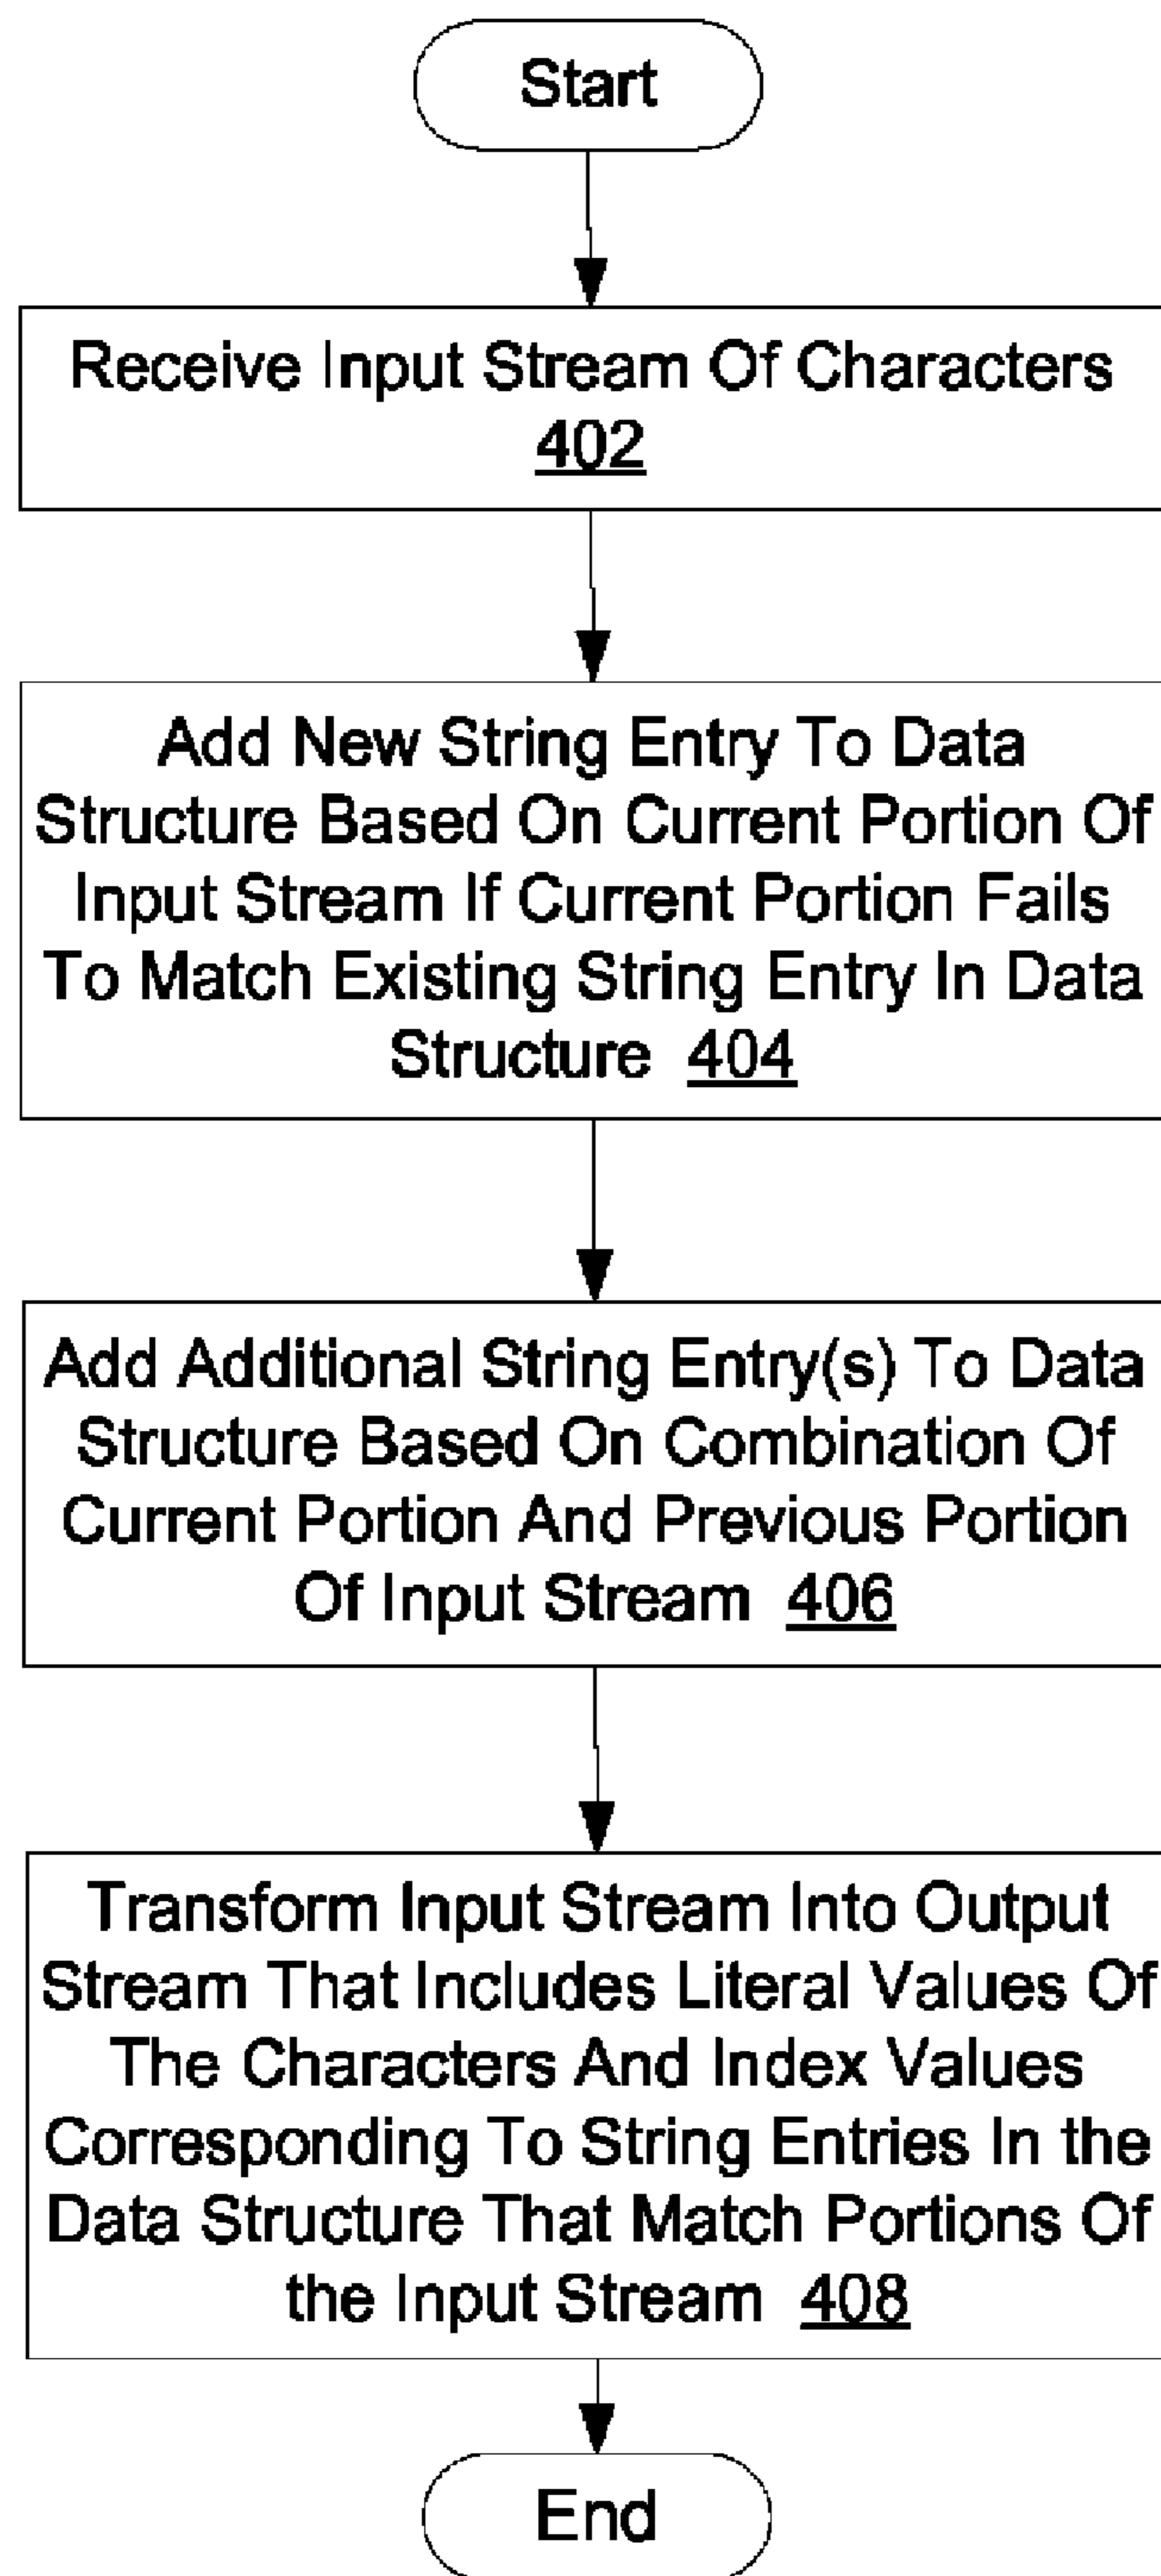 Start
Receive Input Stream Of Characters
402
Add New String Entry To Data
Structure Based On Current Portion Of
Input Stream If Current Portion Fails
To Match Existing String Entry In Data
Structure 404
Add Additional String Entry(s) To Data
Structure Based On Combination Of
Current Portion And Previous Portion
Of Input Stream 406
Transform Input Stream Into Output
Stream That Includes Literal Values Of
The Characters And Index Values
Corresponding To String Entries In the
Data Structure That Match Portions Of
the Input Stream 408
End